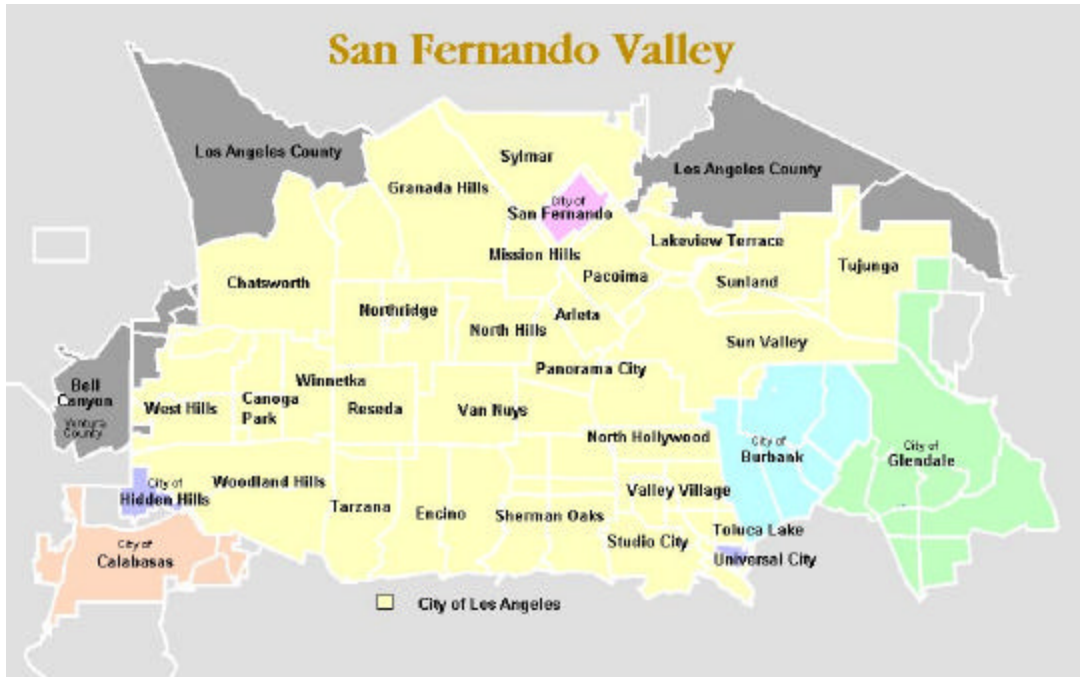 San Fernando Valley
Los Angeles County
Sylmar
Los Angeles County
Granada Hills
City of
San Fernando
Lakeview Terrace
Mission Hills
Tujunga
Pacoima
Chatsworth
Sunland
Northridge
Arleta
North Hills
Sun Valley
Panorama City
Winnetka
Bell
Canyon
Ventura
County
West Hills
Canoga
Park
Reseda
Van Nuys
North Hollywood
City of
Burbank
City of
Glendale
City of
Hidden Hills
Woodland Hills
Valley Village
Tarzana
Encino
Sherman Oaks
Toluca Lake
Studio City
City of
Calabasas
Universal City
City of Los Angeles